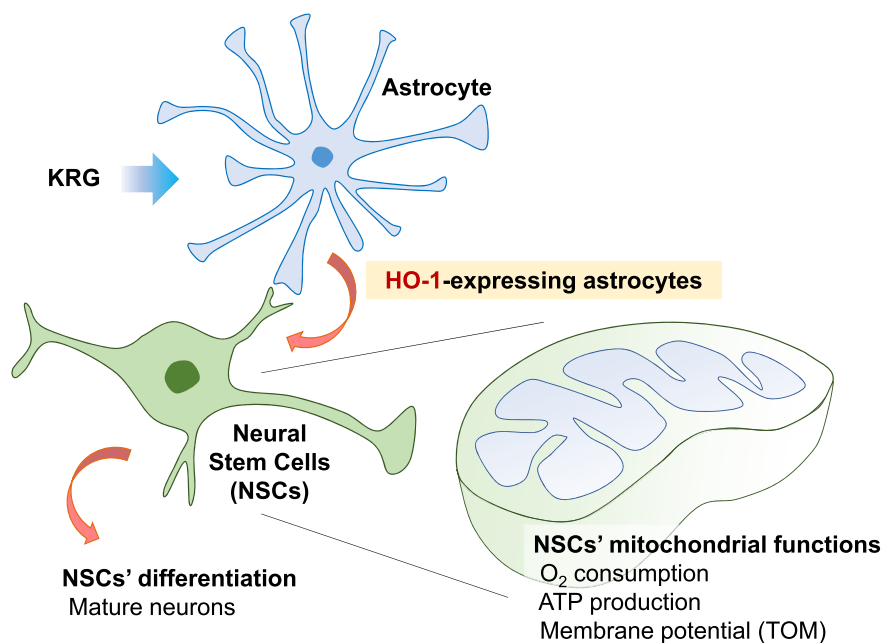 Astrocyte
KRG
HO-1-expressing astrocytes
Neural
Stem Cells
(NSCs)
NSCs’ differentiation
Mature neurons
NSCs’ mitochondrial functions
O₂ consumption
ATP production
Membrane potential (TOM)